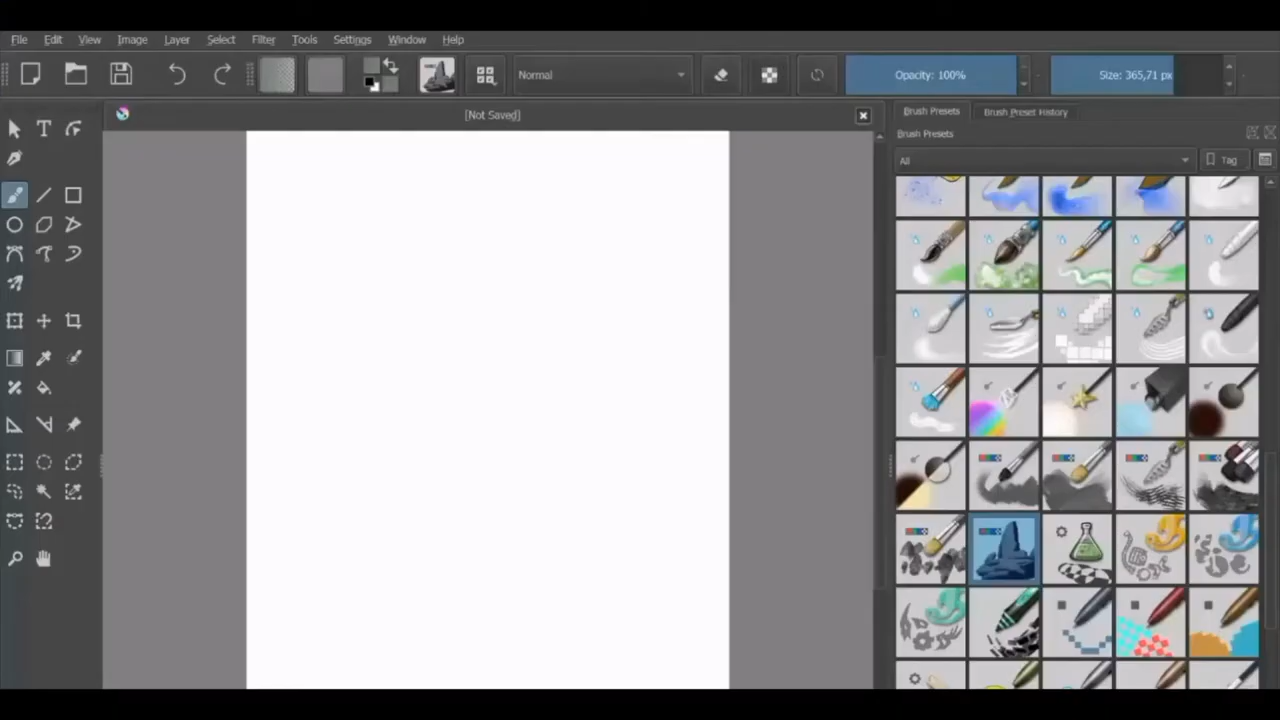 File Edit View Image Layer Select Filter Tools Settings Window Help
Normal Opacity: 100% Size: 365,71 px
[Not Saved]
Brush Presets Brush Preset History
Brush Presets
All Tag